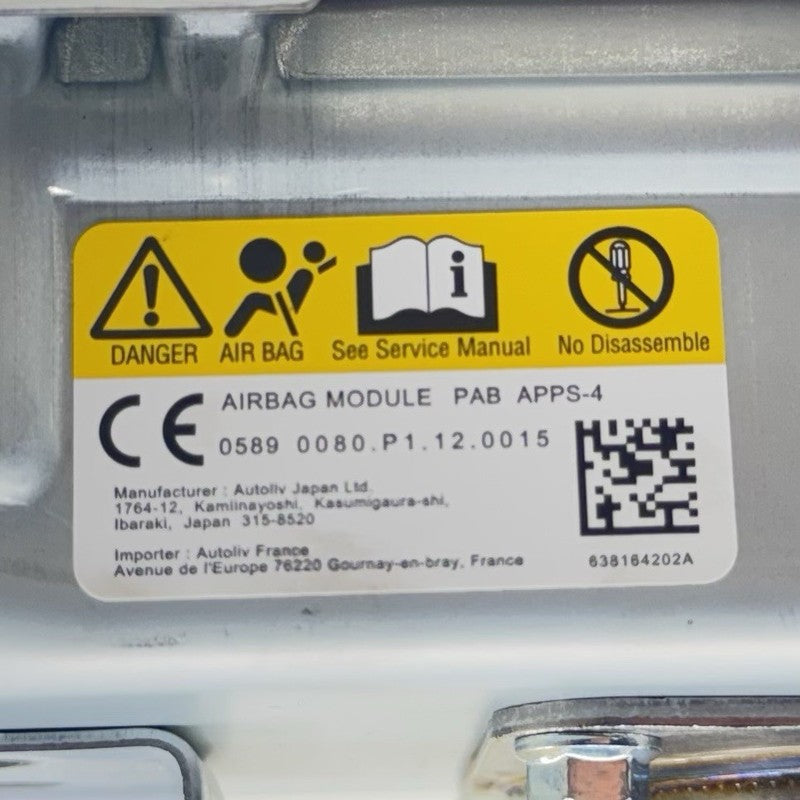 DANGER AIR BAG See Service Manual No Disassemble
CE AIRBAG MODULE PAB APPS-4
0589 0080.P1.12.0015
Manufacturer : Autoliv Japan Ltd.
1764-12, Kamiinayoshi, Kasumigaura-shi,
Ibaraki, Japan 315-8520
Importer : Autoliv France
Avenue de l'Europe 76220 Gournay-en-bray, France
638164202A